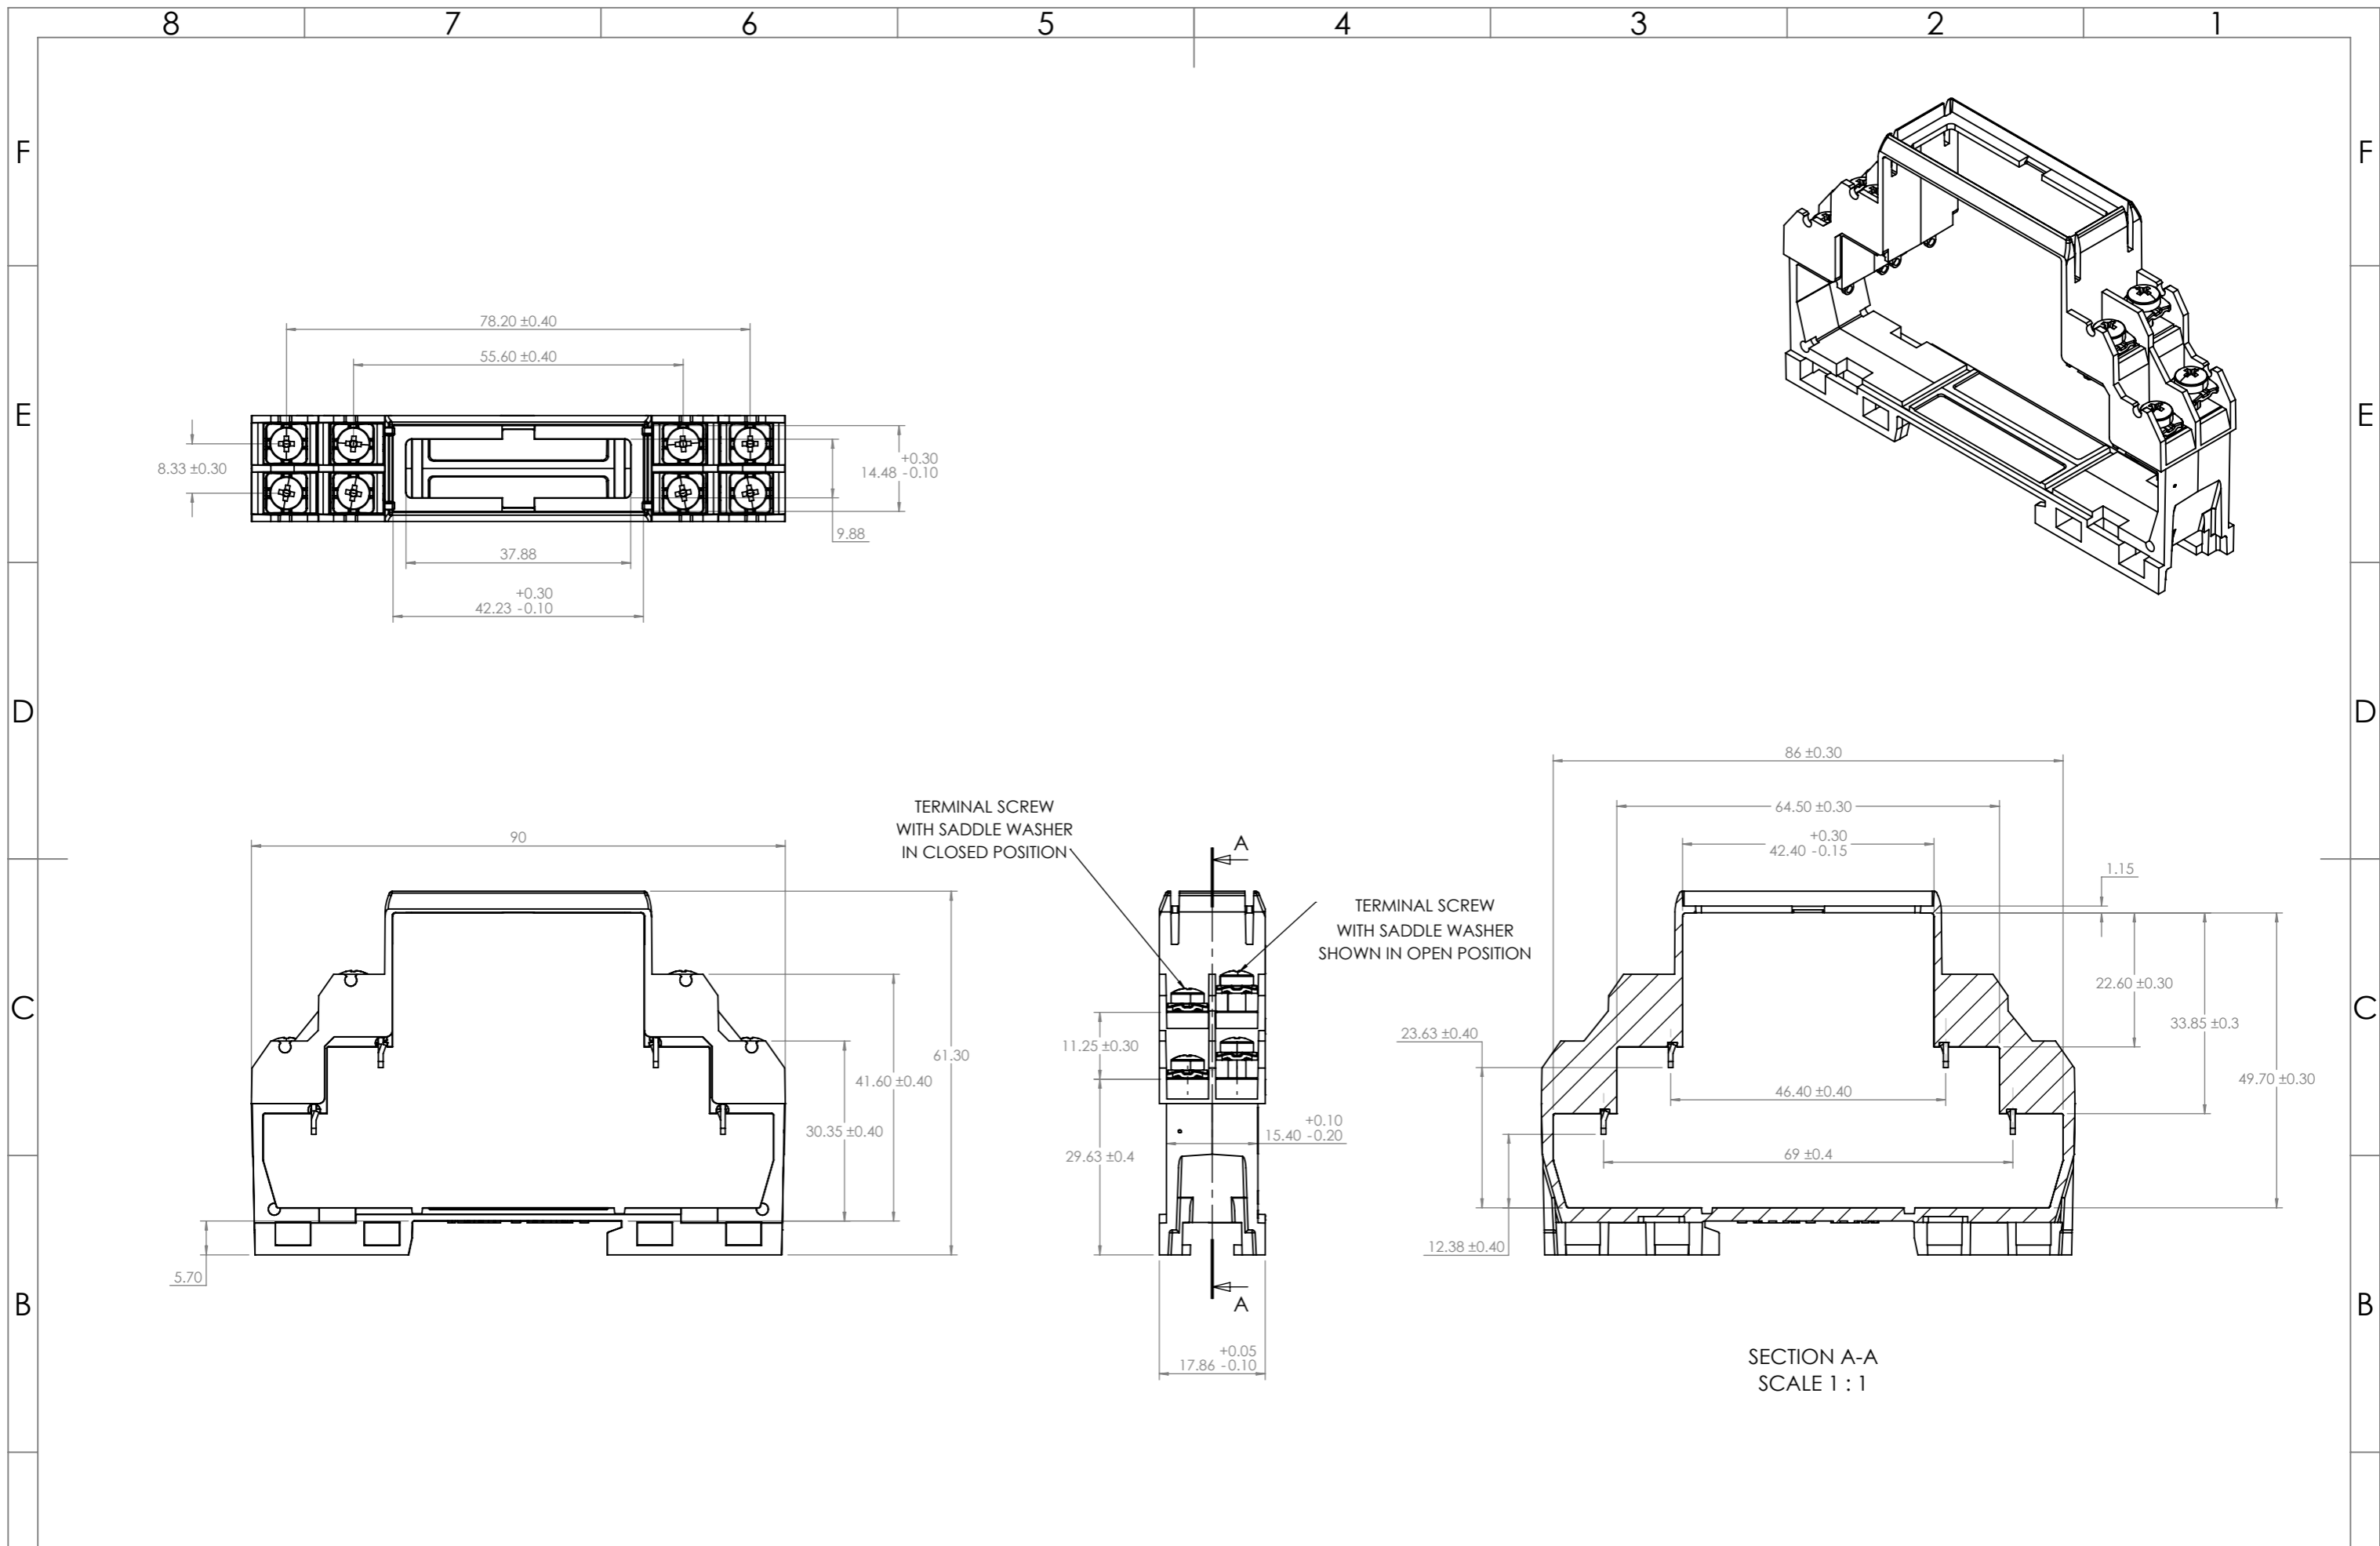 8 7 6 5 4 3 2 1
F F
78.20 ±0.40
55.60 ±0.40
8.33 ±0.30
+0.30
14.48 -0.10
9.88
37.88
+0.30
42.23 -0.10
E E
D D
90
61.30
41.60 ±0.40
30.35 ±0.40
5.70
TERMINAL SCREW
WITH SADDLE WASHER
IN CLOSED POSITION
A
TERMINAL SCREW
WITH SADDLE WASHER
SHOWN IN OPEN POSITION
11.25 ±0.30
29.63 ±0.4
+0.10
15.40 -0.20
A
+0.05
17.86 -0.10
86 ±0.30
64.50 ±0.30
+0.30
42.40 -0.15
1.15
22.60 ±0.30
33.85 ±0.3
49.70 ±0.30
23.63 ±0.40
46.40 ±0.40
69 ±0.4
12.38 ±0.40
C C
SECTION A-A
SCALE 1 : 1
B B